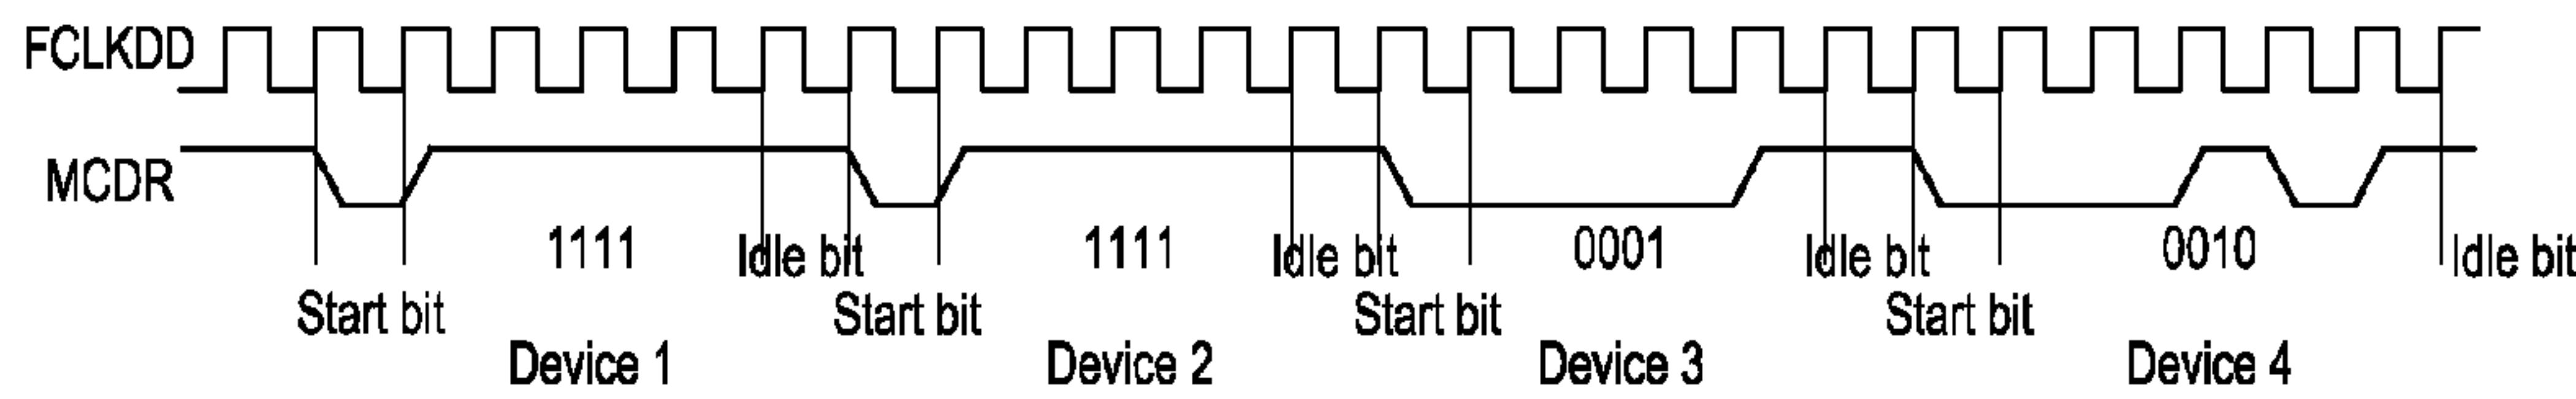 FCLKDD
MCDR
1111 Idle bit 1111 Idle bit 0001 Idle bit 0010 Idle bit
Start bit Start bit Start bit Start bit
Device 1 Device 2 Device 3 Device 4